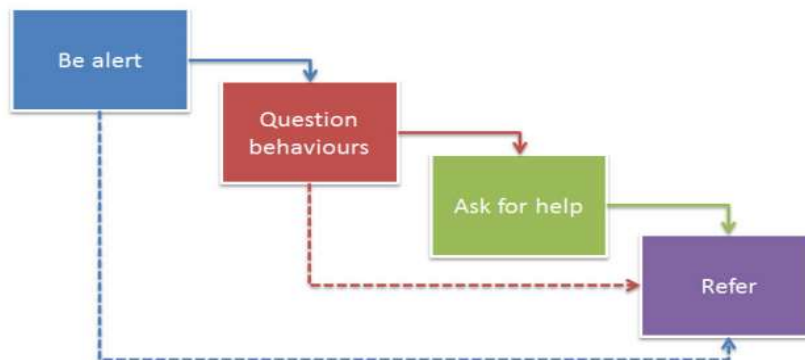 Be alert
Question
behaviours
Ask for help
Refer